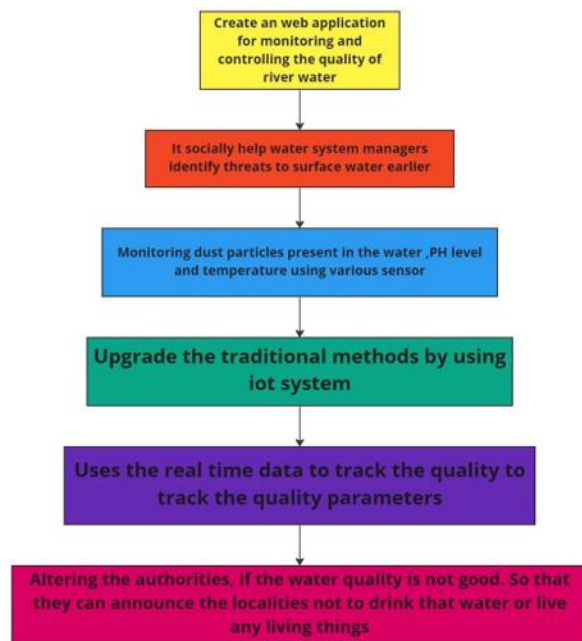 Create an web application
for monitoring and
controlling the quality of
river water
It socially help water system managers
identify threats to surface water earlier
Monitoring dust particles present in the water ,PH level
and temperature using various sensor
Upgrade the traditional methods by using
iot system
Uses the real time data to track the quality to
track the quality parameters
Altering the authorities, if the water quality is not good. So that
they can announce the localities not to drink that water or live
any living things